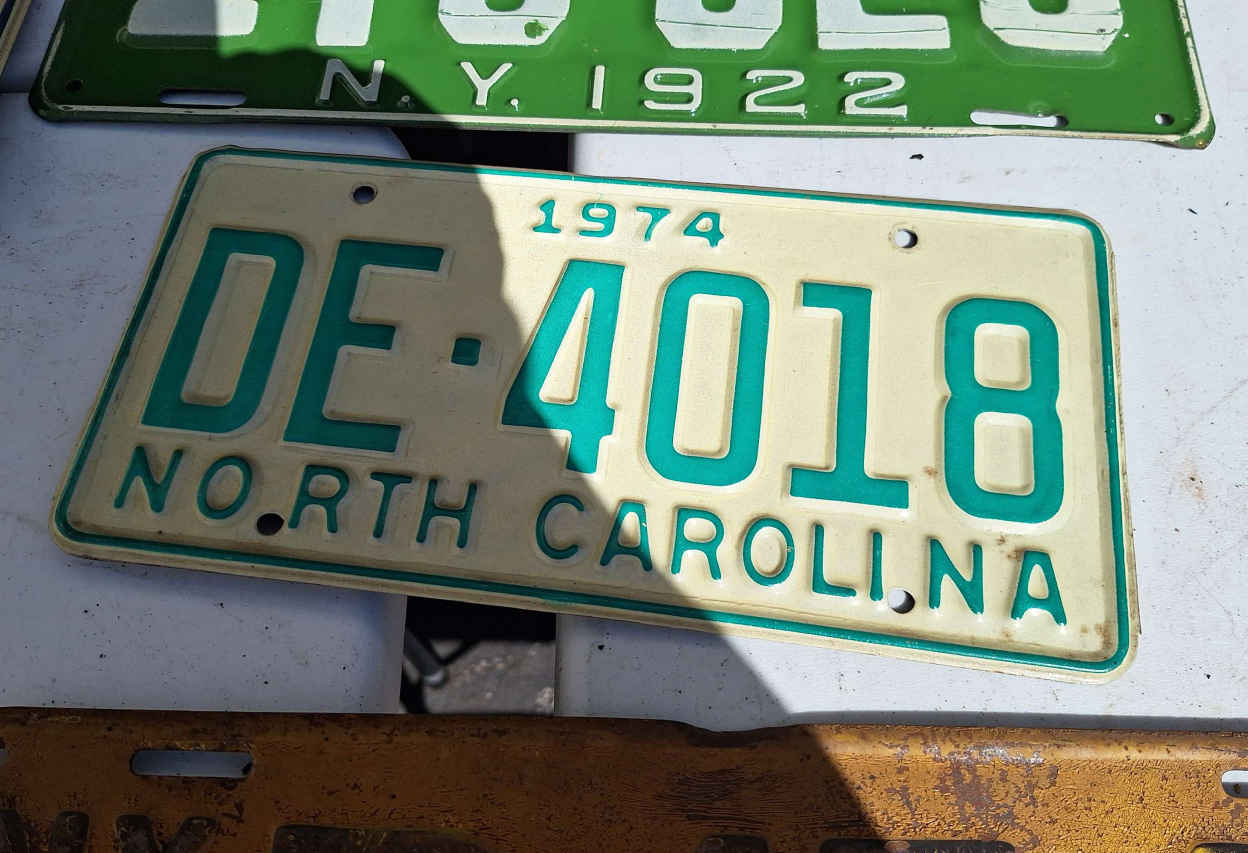 N.Y. 1922
1974
DE·4018
NORTH CAROLINA